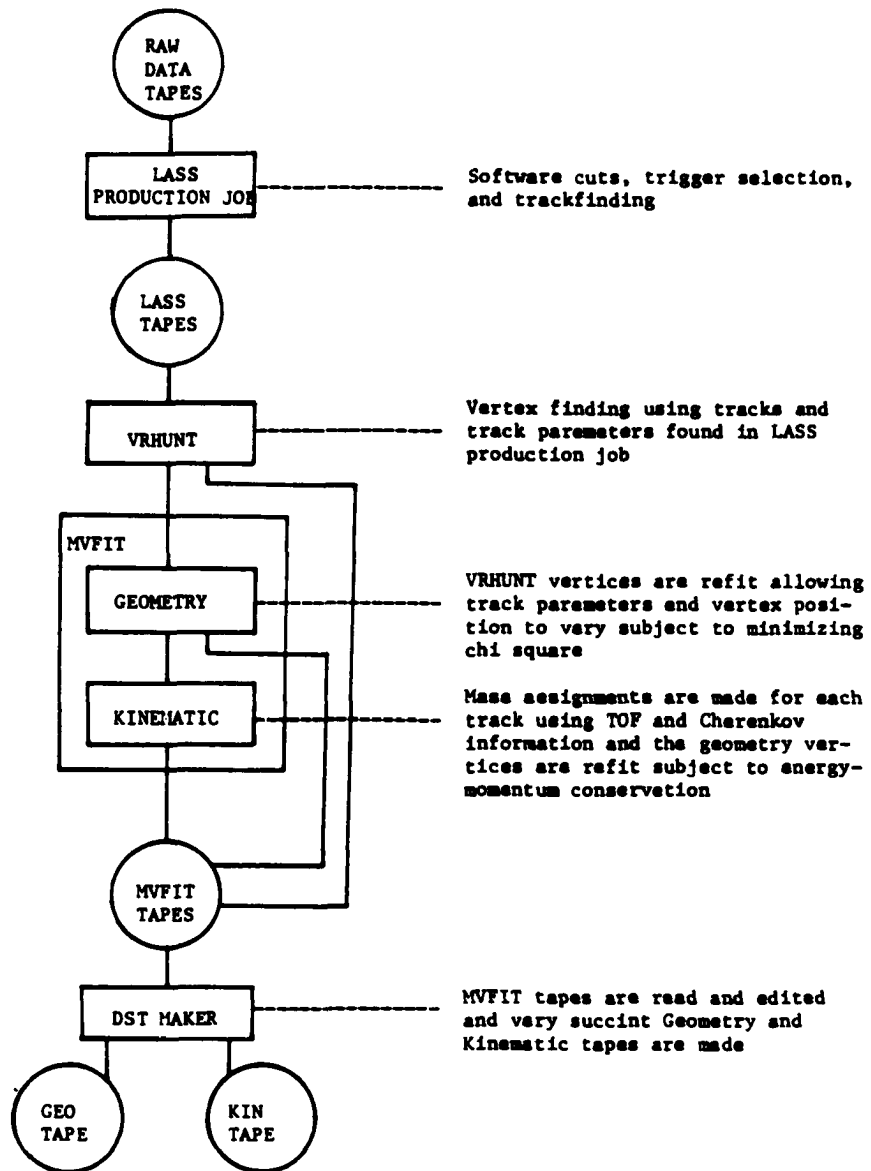 RAW
DATA
TAPES
LASS
PRODUCTION JOB
Software cuts, trigger selection,
and trackfinding
LASS
TAPES
VRHUNT
Vertex finding using tracks and
track parameters found in LASS
production job
MVFIT
GEOMETRY
VRHUNT vertices are refit allowing
track parameters end vertex posi-
tion to vary subject to minimizing
chi square
KINEMATIC
Mass assignments are made for each
track using TOF and Cherenkov
information and the geometry ver-
tices are refit subject to energy-
momentum conservetion
MVFIT
TAPES
DST MAKER
MVFIT tapes are read and edited
and very succint Geometry and
Kinematic tapes are made
GEO
TAPE
KIN
TAPE